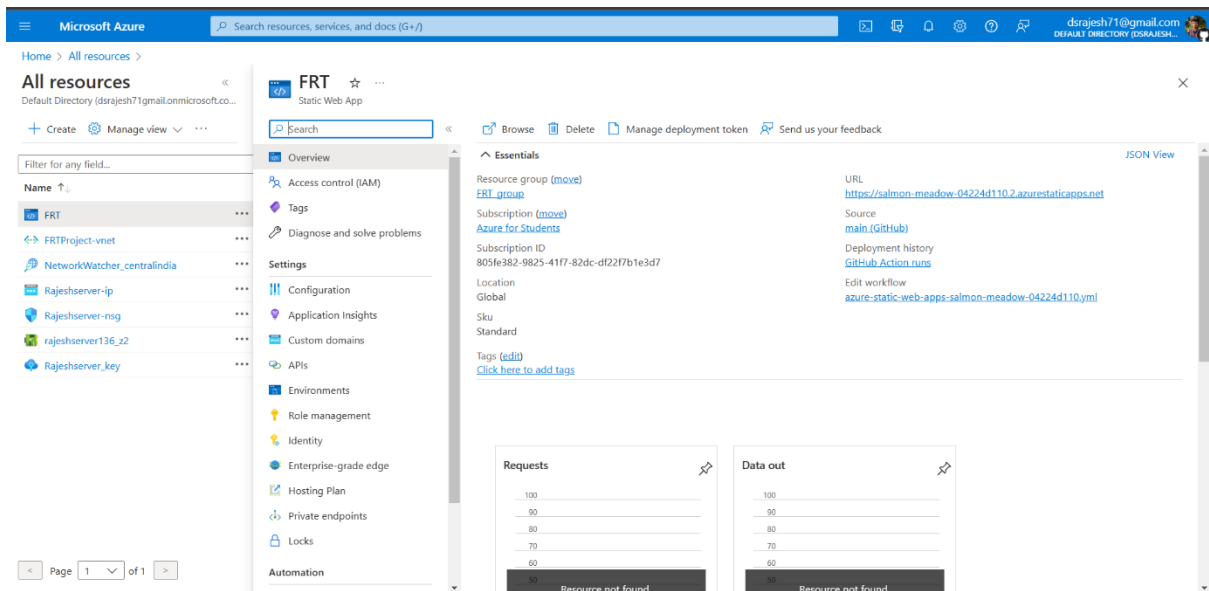 Microsoft Azure
Search resources, services, and docs (G+/)
dsrajesh71@gmail.com
DEFAULT DIRECTORY (DSRAJESH...
Home > All resources >
All resources
Default Directory (dsrajesh71gmail.onmicrosoft.co...
+ Create Manage view ...
Filter for any field...
Name ↑↓
FRT ...
FRTProject-vnet ...
NetworkWatcher_centralindia ...
Rajeshserver-ip ...
Rajeshserver-nsg ...
rajeshserver136_z2 ...
Rajeshserver_key ...
< Page 1 of 1 >
FRT ...
Static Web App
Search
«
Overview
Access control (IAM)
Tags
Diagnose and solve problems
Settings
Configuration
Application Insights
Custom domains
APIs
Environments
Role management
Identity
Enterprise-grade edge
Hosting Plan
Private endpoints
Locks
Automation
Browse Delete Manage deployment token Send us your feedback
Essentials
JSON View
Resource group (move)
FRT_group
Subscription (move)
Azure for Students
Subscription ID
805fe382-9825-41f7-82dc-df22f7b1e3d7
Location
Global
Sku
Standard
Tags (edit)
Click here to add tags
URL
https://salmon-meadow-04224d110.2.azurestaticapps.net
Source
main (GitHub)
Deployment history
GitHub Action runs
Edit workflow
azure-static-web-apps-salmon-meadow-04224d110.yml
Requests
100
90
80
70
60
50
Resource not found
Data out
100
90
80
70
60
50
Resource not found